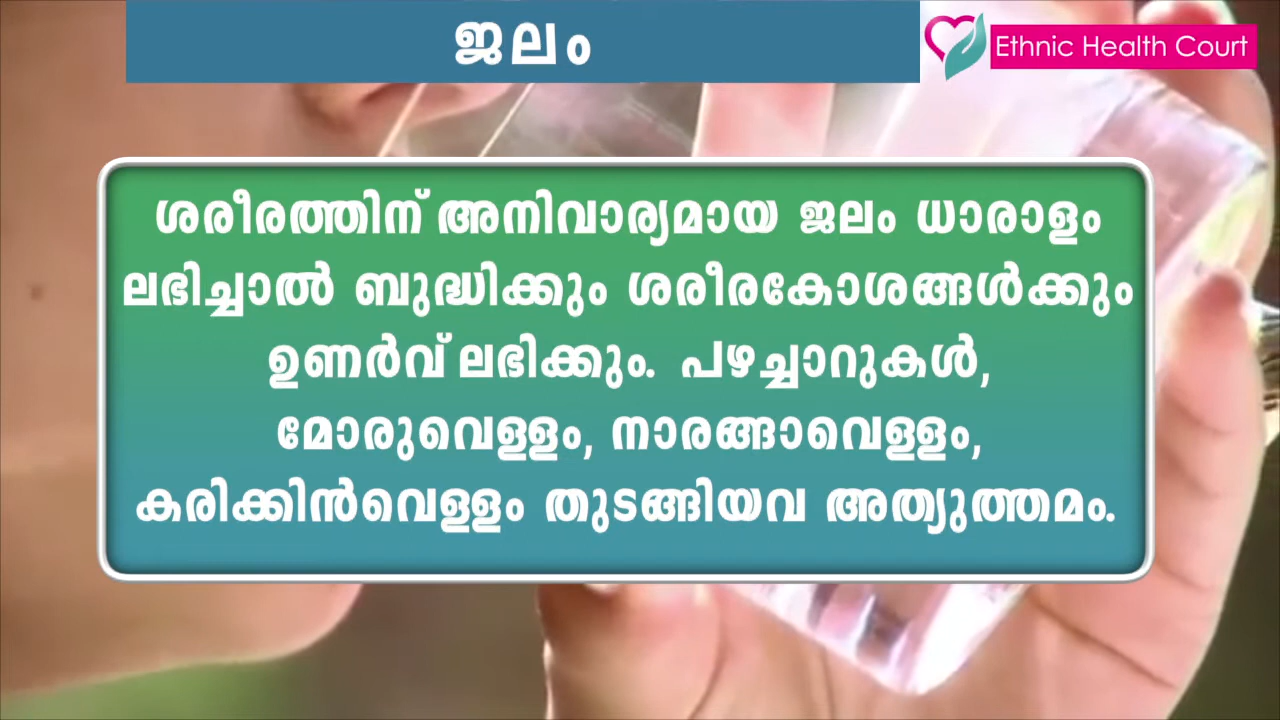 ജലം
Ethnic Health Court
ശരീരത്തിന് അനിവാര്യമായ ജലം ധാരാളം
ലഭിച്ചാൽ ബുദ്ധിക്കും ശരീരകോശങ്ങൾക്കും
ഉണർവ് ലഭിക്കും. പഴച്ചാറുകൾ,
മോരുവെള്ളം, നാരങ്ങാവെള്ളം,
കരിക്കിൻവെള്ളം തുടങ്ങിയവ അത്യുത്തമം.